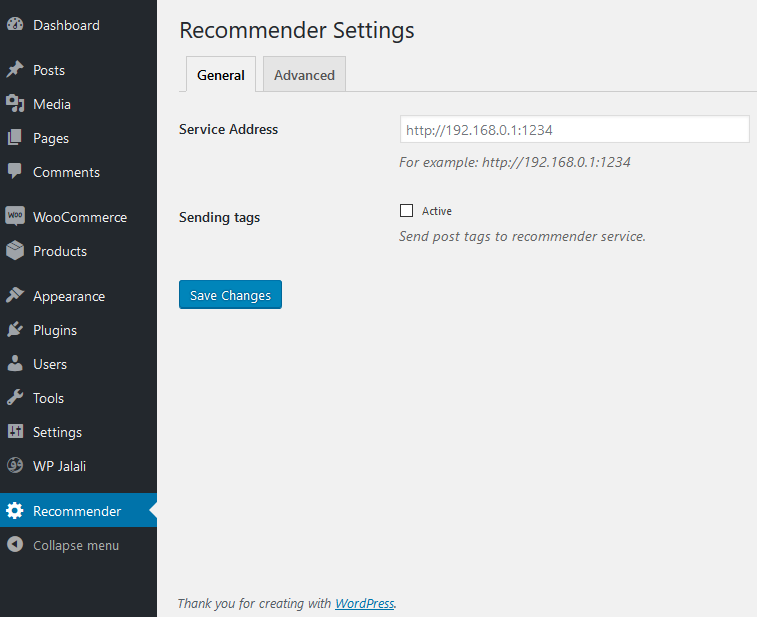 Dashboard
Posts
Media
Pages
Comments
WOO
WooCommerce
Products
Appearance
Plugins
Users
Tools
Settings
WP Jalali
Recommender
Collapse menu
Recommender Settings
General
Advanced
Service Address
http://192.168.0.1:1234
For example: http://192.168.0.1:1234
Sending tags
Active
Send post tags to recommender service.
Save Changes
Thank you for creating with WordPress.